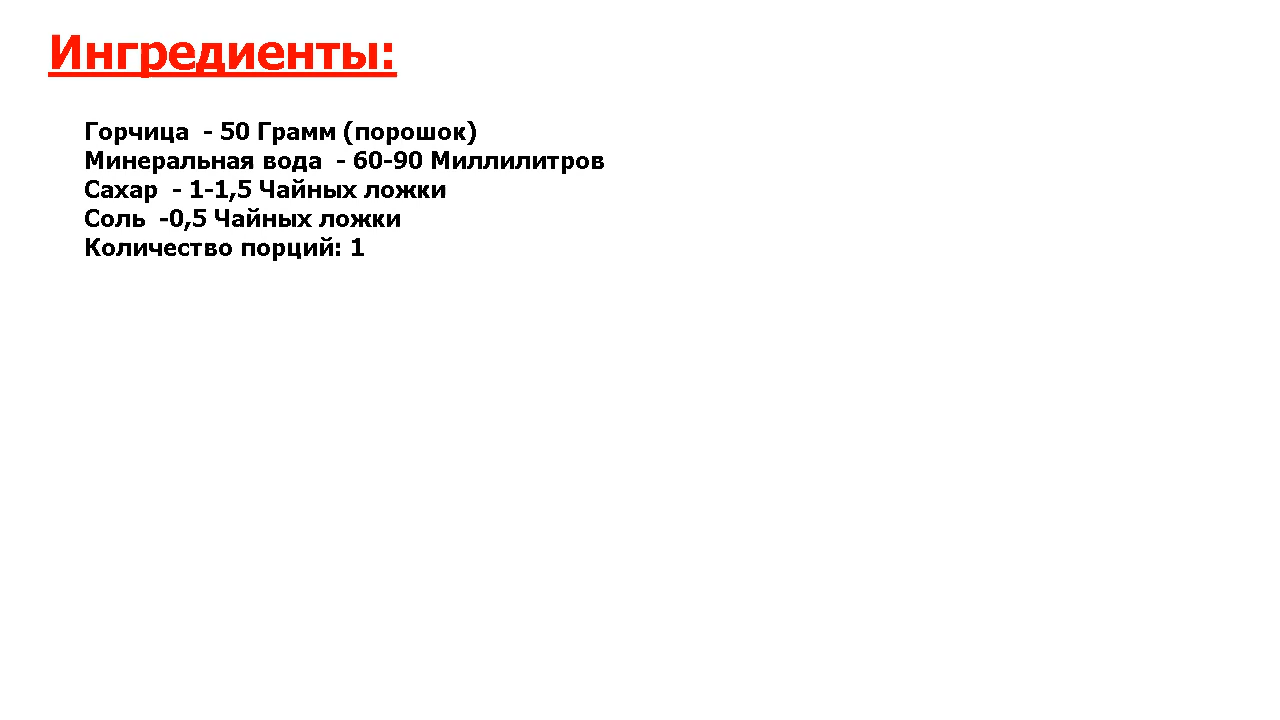 Ингредиенты:
Горчица  - 50 Грамм (порошок)
Минеральная вода  - 60-90 Миллилитров
Сахар  - 1-1,5 Чайных ложки
Соль  -0,5 Чайных ложки
Количество порций: 1